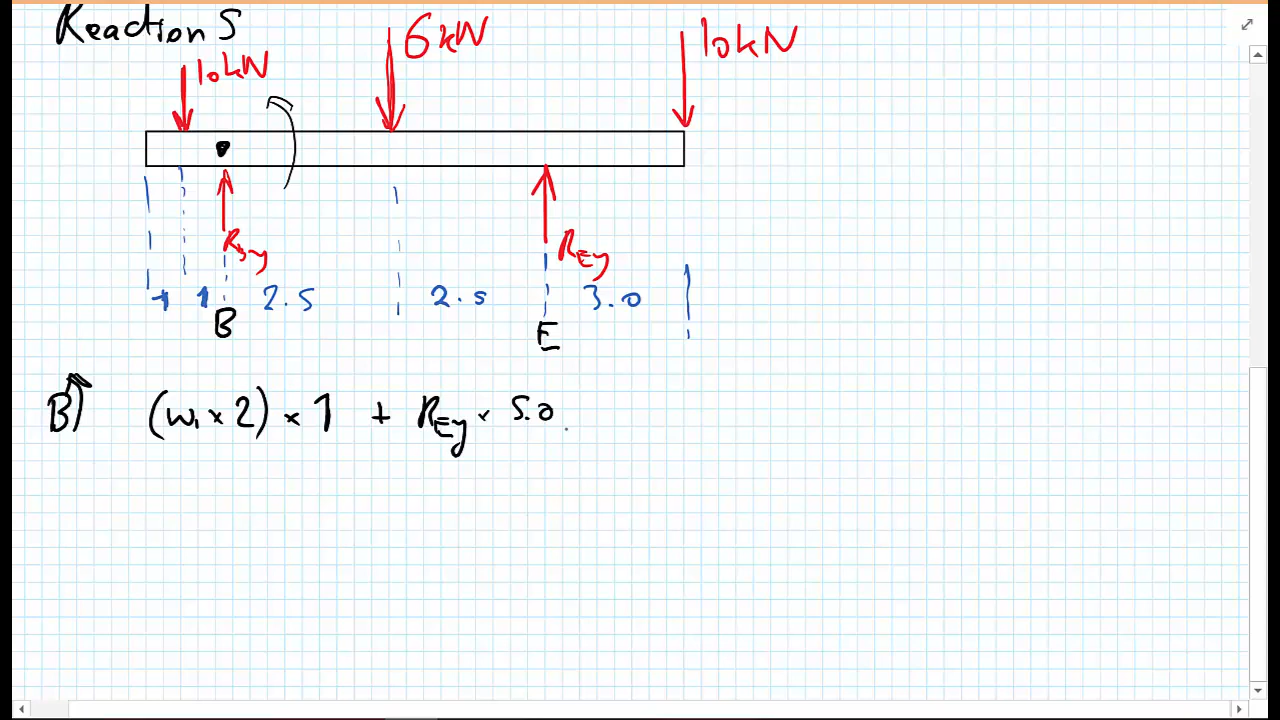 Reactions
10kN 6kN 10kN
RBy REy
1 1 2.5 2.5 3.0
B E
B) (w1 × 2) × 1 + REy × 5.0